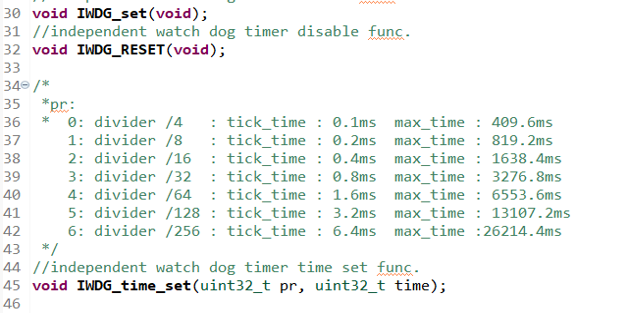 30 void IWDG_set(void);
31 //independent watch dog timer disable func.
32 void IWDG_RESET(void);
33
34 /*
35 *pr:
36 * 0: divider /4 : tick_time : 0.1ms max_time : 409.6ms
37 1: divider /8 : tick_time : 0.2ms max_time : 819.2ms
38 2: divider /16 : tick_time : 0.4ms max_time : 1638.4ms
39 3: divider /32 : tick_time : 0.8ms max_time : 3276.8ms
40 4: divider /64 : tick_time : 1.6ms max_time : 6553.6ms
41 5: divider /128 : tick_time : 3.2ms max_time : 13107.2ms
42 6: divider /256 : tick_time : 6.4ms max_time :26214.4ms
43 */
44 //independent watch dog timer time set func.
45 void IWDG_time_set(uint32_t pr, uint32_t time);
46